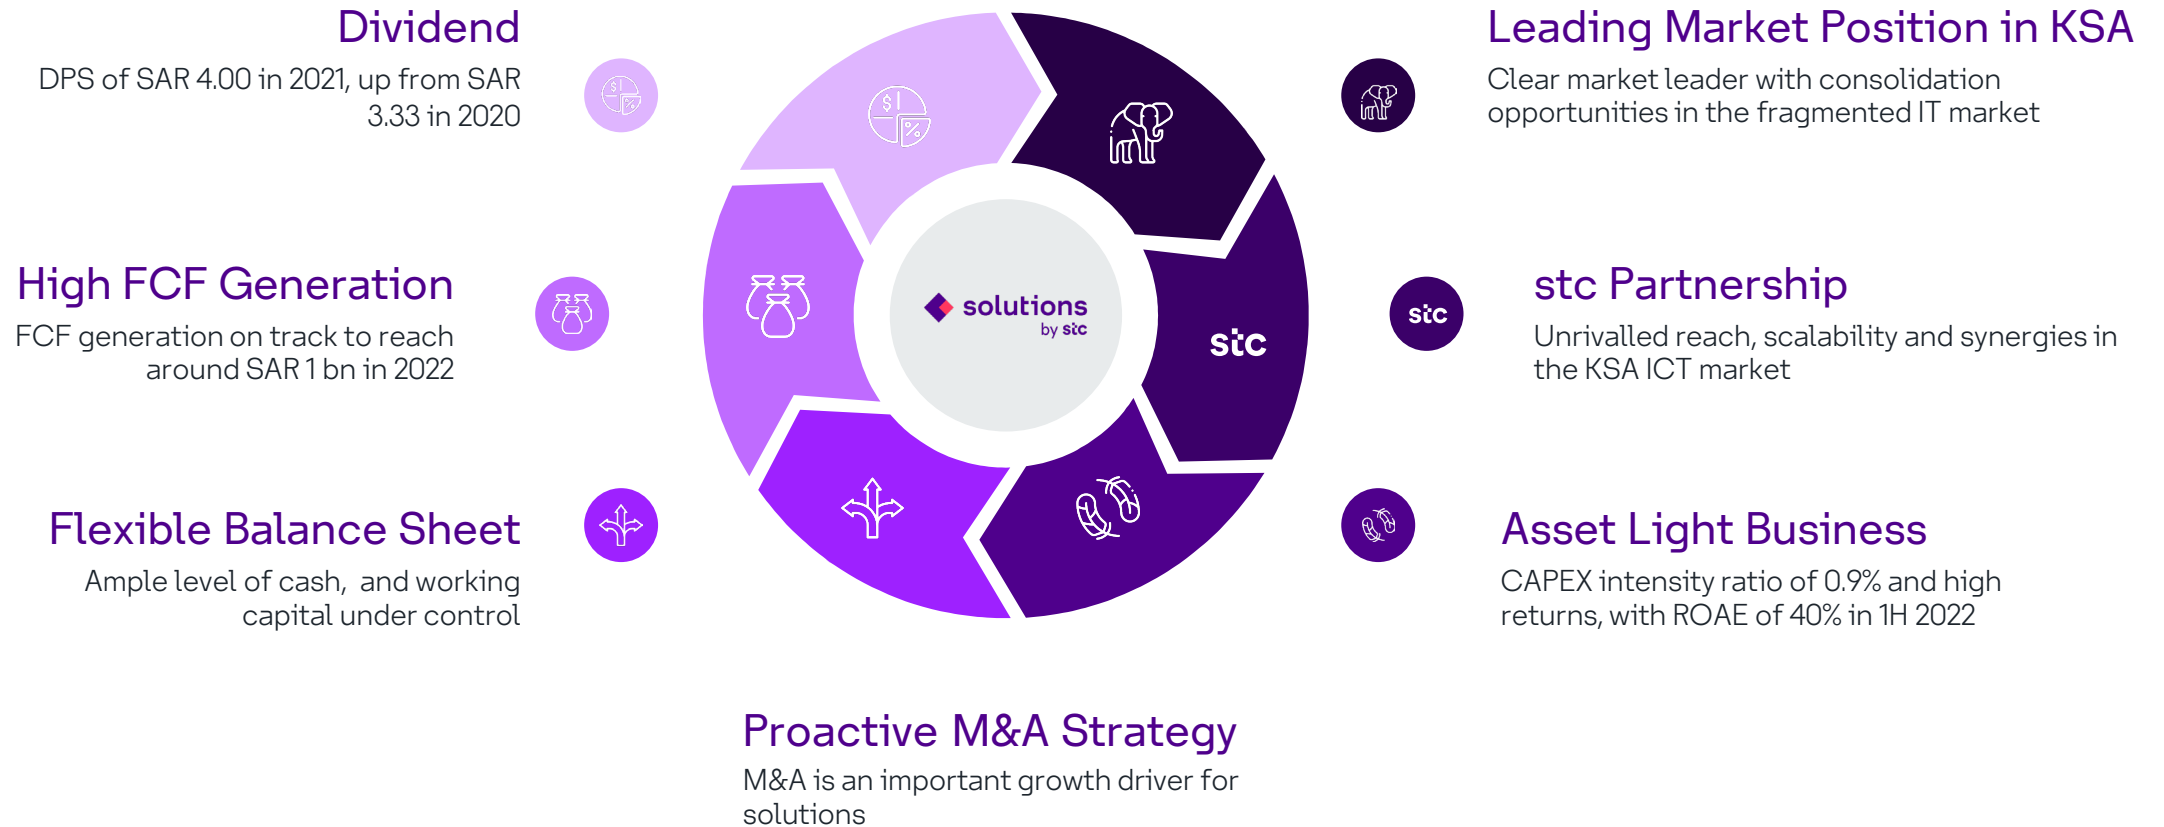 Dividend
DPS of SAR 4.00 in 2021, up from SAR
3.33 in 2020
High FCF Generation
FCF generation on track to reach
around SAR 1 bn in 2022
Flexible Balance Sheet
Ample level of cash, and working
capital under control
$
%
$
%
solutions
by stc
stc
Leading Market Position in KSA
Clear market leader with consolidation
opportunities in the fragmented IT market
stc
stc Partnership
Unrivalled reach, scalability and synergies in
the KSA ICT market
Asset Light Business
CAPEX intensity ratio of 0.9% and high
returns, with ROAE of 40% in 1H 2022
Proactive M&A Strategy
M&A is an important growth driver for
solutions